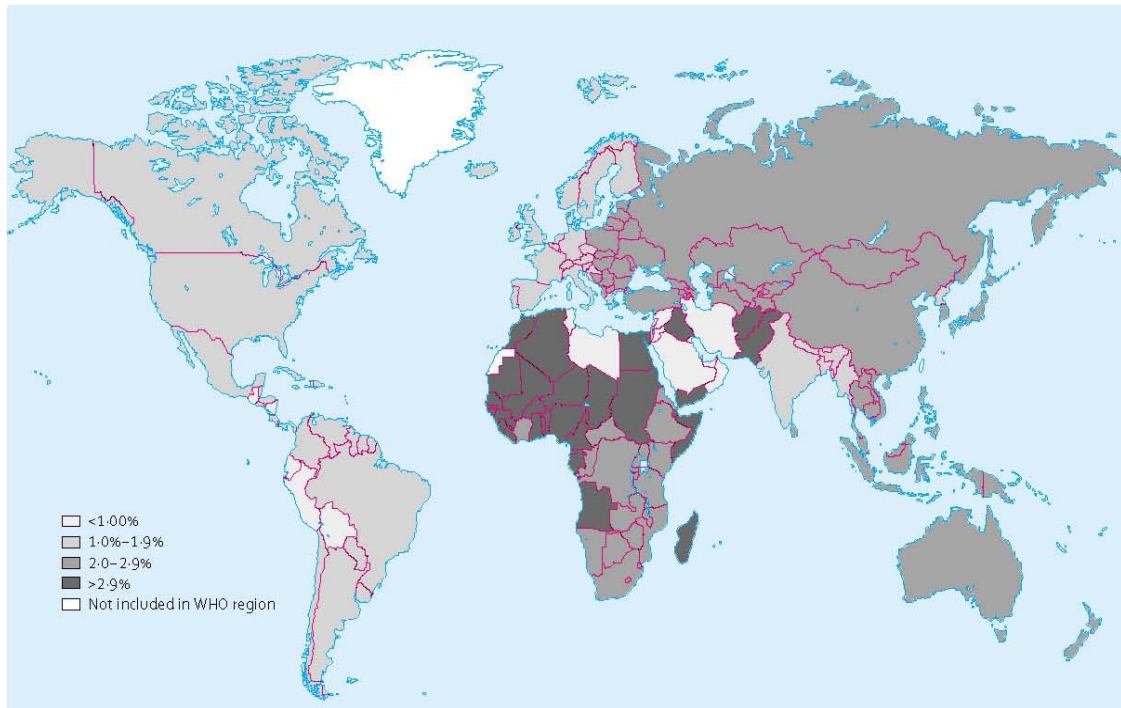 <1·00%
1·0%–1·9%
2·0–2·9%
>2·9%
Not included in WHO region